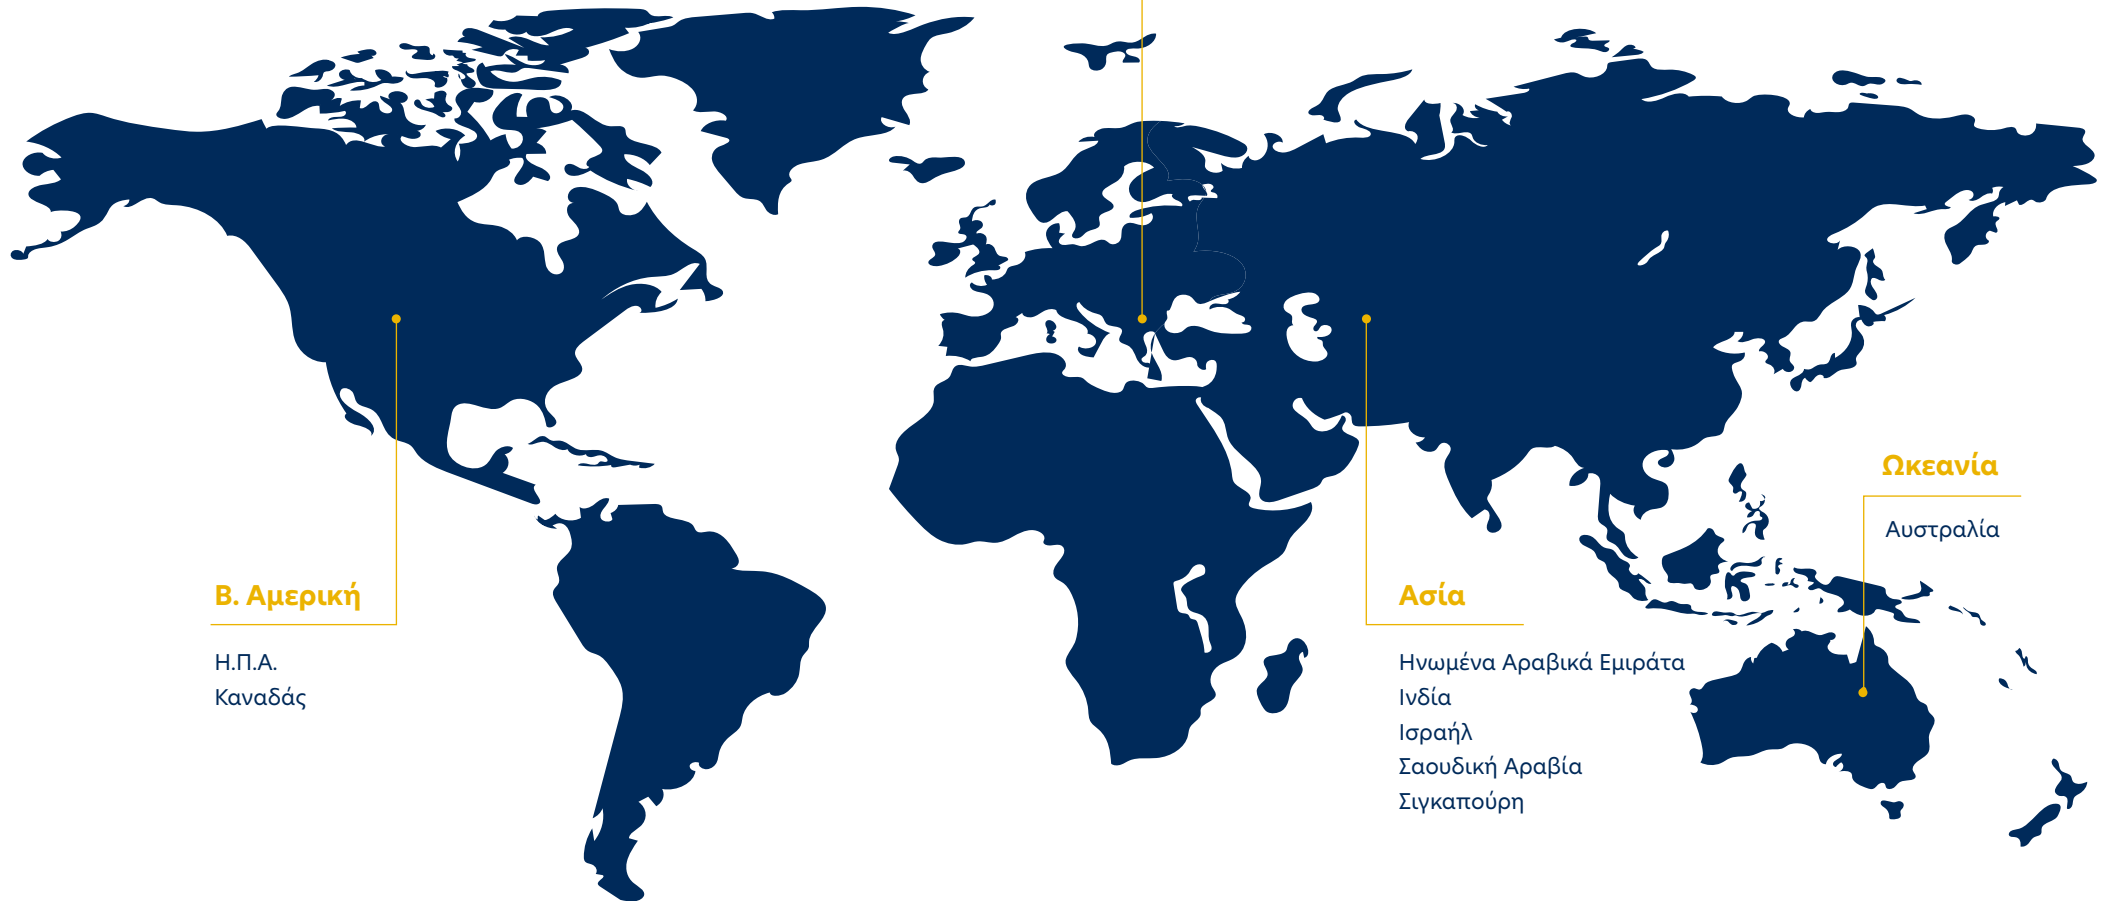 Β. Αμερική
Η.Π.Α.
Καναδάς
Ασία
Ηνωμένα Αραβικά Εμιράτα
Ινδία
Ισραήλ
Σαουδική Αραβία
Σιγκαπούρη
Ωκεανία
Αυστραλία